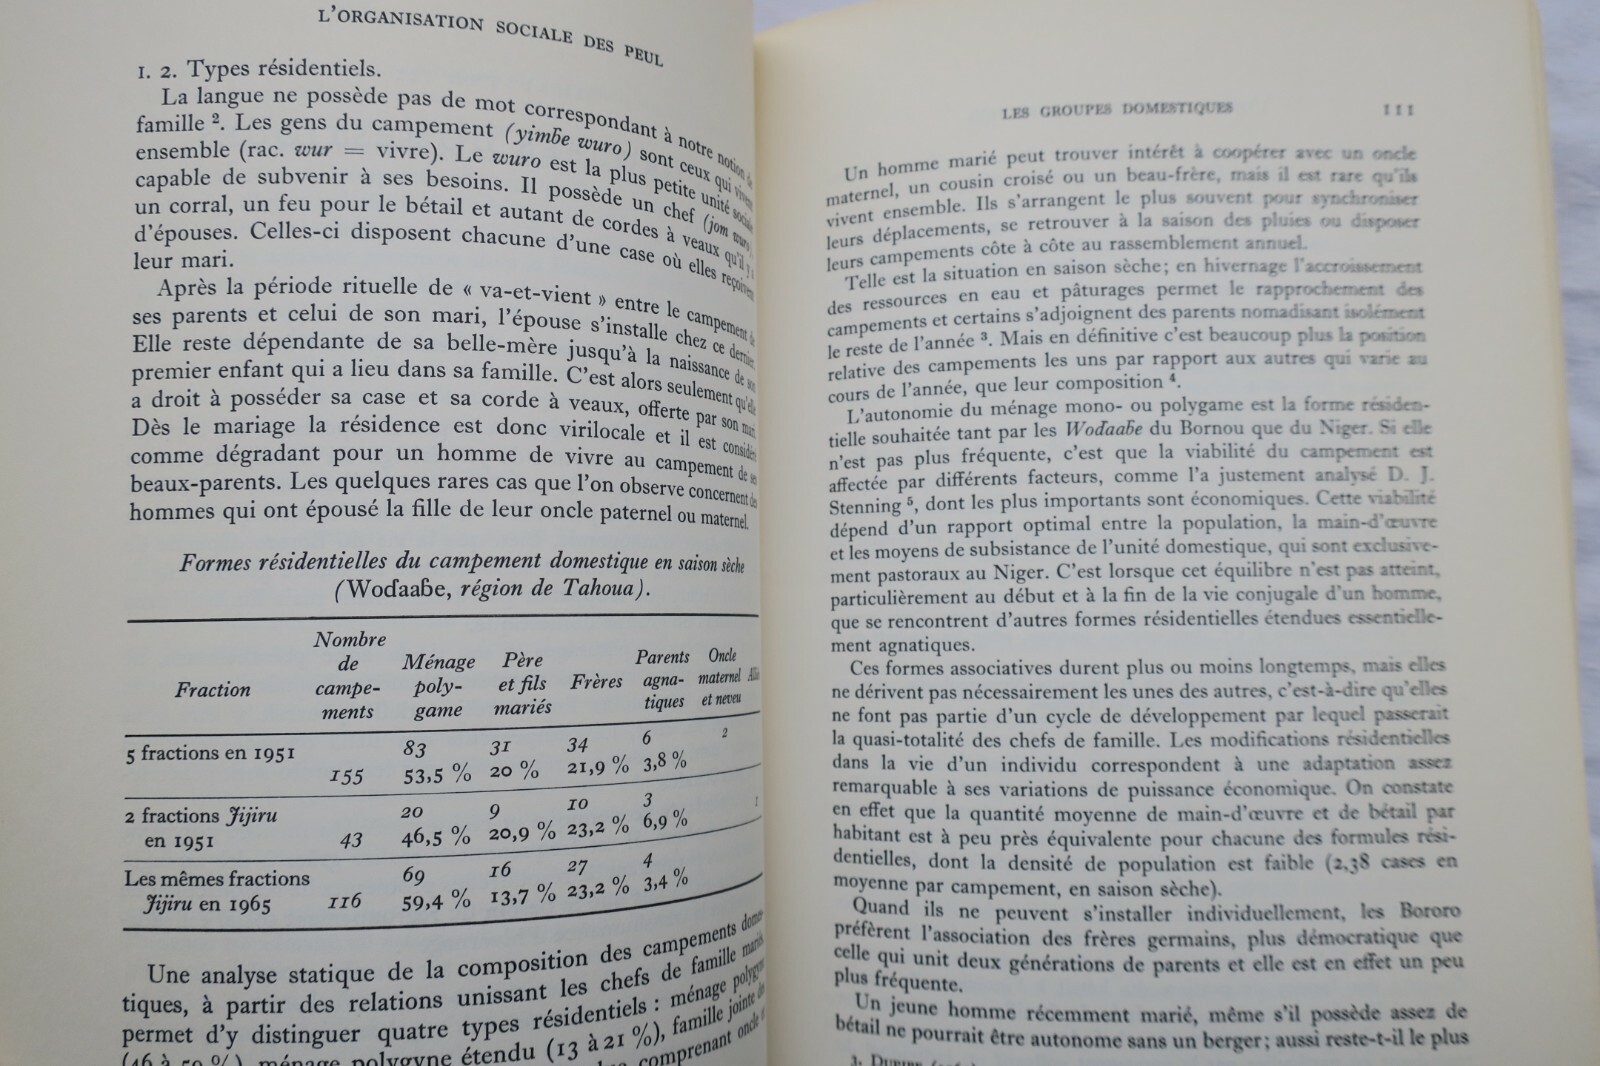 L'ORGANISATION SOCIALE DES PEUL
1. 2. Types résidentiels.
La langue ne possède pas de mot correspondant à notre notion de
famille ². Les gens du campement (yimɓe wuro) sont ceux qui vivent
ensemble (rac. wur = vivre). Le wuro est la plus petite unité sociale
capable de subvenir à ses besoins. Il possède un chef (jom wuro),
un corral, un feu pour le bétail et autant de cordes à veaux qu'il y a
d'épouses. Celles-ci disposent chacune d'une case où elles reçoivent
leur mari.
Après la période rituelle de « va-et-vient » entre le campement de
ses parents et celui de son mari, l'épouse s'installe chez ce dernier.
Elle reste dépendante de sa belle-mère jusqu'à la naissance de son
premier enfant qui a lieu dans sa famille. C'est alors seulement qu'elle
a droit à posséder sa case et sa corde à veaux, offerte par son mari.
Dès le mariage la résidence est donc virilocale et il est considéré
comme dégradant pour un homme de vivre au campement de ses
beaux-parents. Les quelques rares cas que l'on observe concernent des
hommes qui ont épousé la fille de leur oncle paternel ou maternel.
Formes résidentielles du campement domestique en saison sèche
(Woɗaaɓe, région de Tahoua).
Fraction Nombre de campe- ments Ménage poly- game Père et fils mariés Frères Parents agna- tiques Oncle maternel et neveu
5 fractions en 1951 155 83 31 34 6 2
53,5 % 20 % 21,9 % 3,8 %
2 fractions Jijiru 20 9 10 3 1
en 1951 43 46,5 % 20,9 % 23,2 % 6,9 %
Les mêmes fractions 69 16 27 4
Jijiru en 1965 116 59,4 % 13,7 % 23,2 % 3,4 %
Une analyse statique de la composition des campements domes-
tiques, à partir des relations unissant les chefs de famille mariés
permet d'y distinguer quatre types résidentiels : ménage polygyne
(46 à 59 %), ménage polygyne étendu (13 à 21 %), famille jointe de
comprenant oncle
LES GROUPES DOMESTIQUES 111
Un homme marié peut trouver intérêt à coopérer avec un oncle
maternel, un cousin croisé ou un beau-frère, mais il est rare qu'ils
vivent ensemble. Ils s'arrangent le plus souvent pour synchroniser
leurs déplacements, se retrouver à la saison des pluies ou disposer
leurs campements côte à côte au rassemblement annuel.
Telle est la situation en saison sèche ; en hivernage l'accroissement
des ressources en eau et pâturages permet le rapprochement des
campements et certains s'adjoignent des parents nomadisant isolément
le reste de l'année ³. Mais en définitive c'est beaucoup plus la position
relative des campements les uns par rapport aux autres qui varie au
cours de l'année, que leur composition ⁴.
L'autonomie du ménage mono- ou polygame est la forme résiden-
tielle souhaitée tant par les Woɗaaɓe du Bornou que du Niger. Si elle
n'est pas plus fréquente, c'est que la viabilité du campement est
affectée par différents facteurs, comme l'a justement analysé D. J.
Stenning ⁵, dont les plus importants sont économiques. Cette viabilité
dépend d'un rapport optimal entre la population, la main-d'œuvre
et les moyens de subsistance de l'unité domestique, qui sont exclusive-
ment pastoraux au Niger. C'est lorsque cet équilibre n'est pas atteint,
particulièrement au début et à la fin de la vie conjugale d'un homme,
que se rencontrent d'autres formes résidentielles étendues essentielle-
ment agnatiques.
Ces formes associatives durent plus ou moins longtemps, mais elles
ne dérivent pas nécessairement les unes des autres, c'est-à-dire qu'elles
ne font pas partie d'un cycle de développement par lequel passerait
la quasi-totalité des chefs de famille. Les modifications résidentielles
dans la vie d'un individu correspondent à une adaptation assez
remarquable à ses variations de puissance économique. On constate
en effet que la quantité moyenne de main-d'œuvre et de bétail par
habitant est à peu près équivalente pour chacune des formules rési-
dentielles, dont la densité de population est faible (2,38 cases en
moyenne par campement, en saison sèche).
Quand ils ne peuvent s'installer individuellement, les Bororo
préfèrent l'association des frères germains, plus démocratique que
celle qui unit deux générations de parents et elle est en effet un peu
plus fréquente.
Un jeune homme récemment marié, même s'il possède assez de
bétail ne pourrait être autonome sans un berger ; aussi reste-t-il le plus